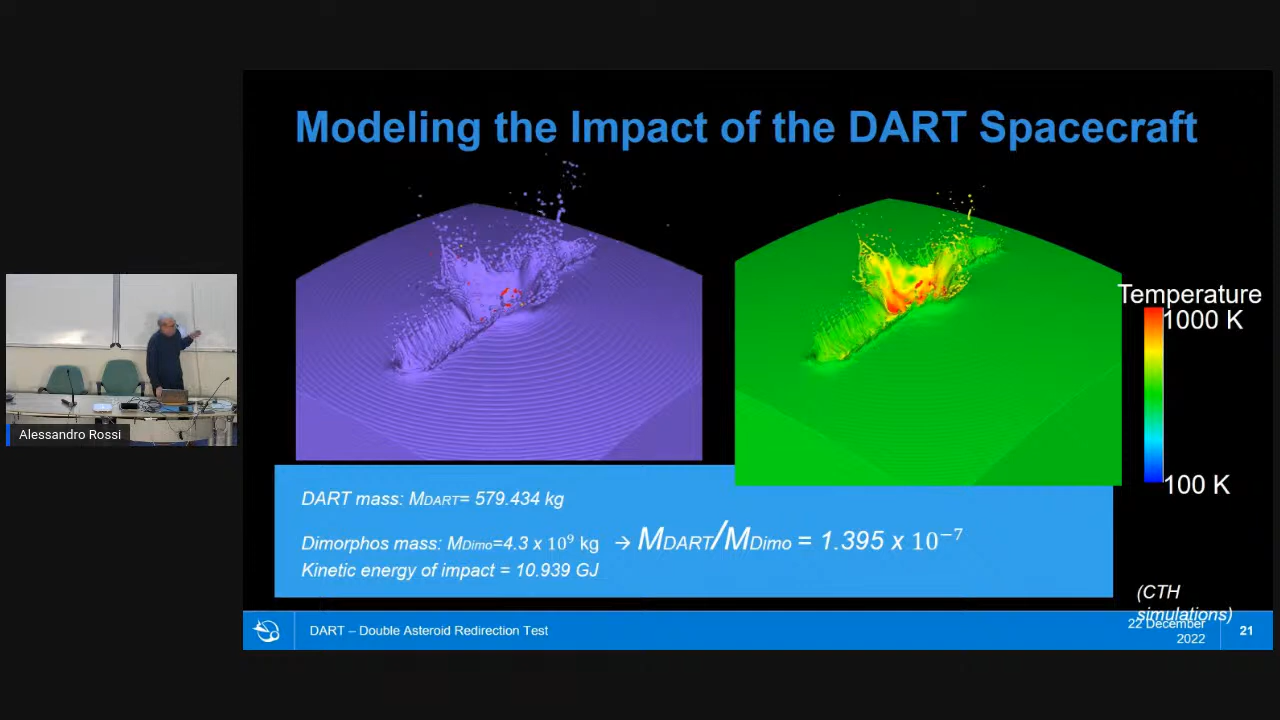 Modeling the Impact of the DART Spacecraft
Temperature
1000 K
100 K
Alessandro Rossi
DART mass: MDART= 579.434 kg
Dimorphos mass: MDimo=4.3 x 10⁹ kg → MDART/MDimo = 1.395 x 10⁻⁷
Kinetic energy of impact = 10.939 GJ
(CTH
simulations)
DART – Double Asteroid Redirection Test
22 December
2022
21